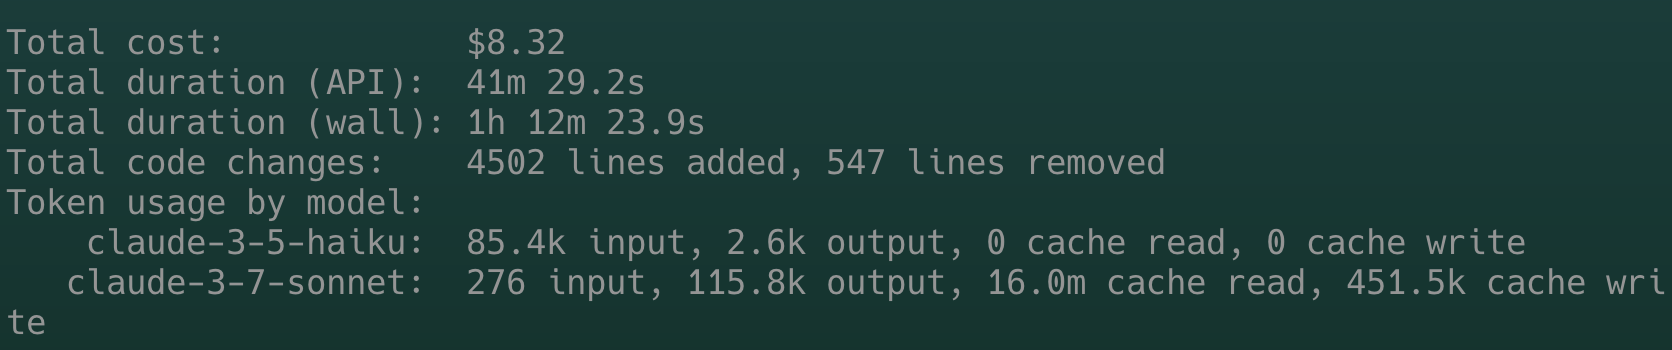 Total cost:            $8.32
Total duration (API):  41m 29.2s
Total duration (wall): 1h 12m 23.9s
Total code changes:    4502 lines added, 547 lines removed
Token usage by model:
    claude-3-5-haiku:  85.4k input, 2.6k output, 0 cache read, 0 cache write
   claude-3-7-sonnet:  276 input, 115.8k output, 16.0m cache read, 451.5k cache wri
te